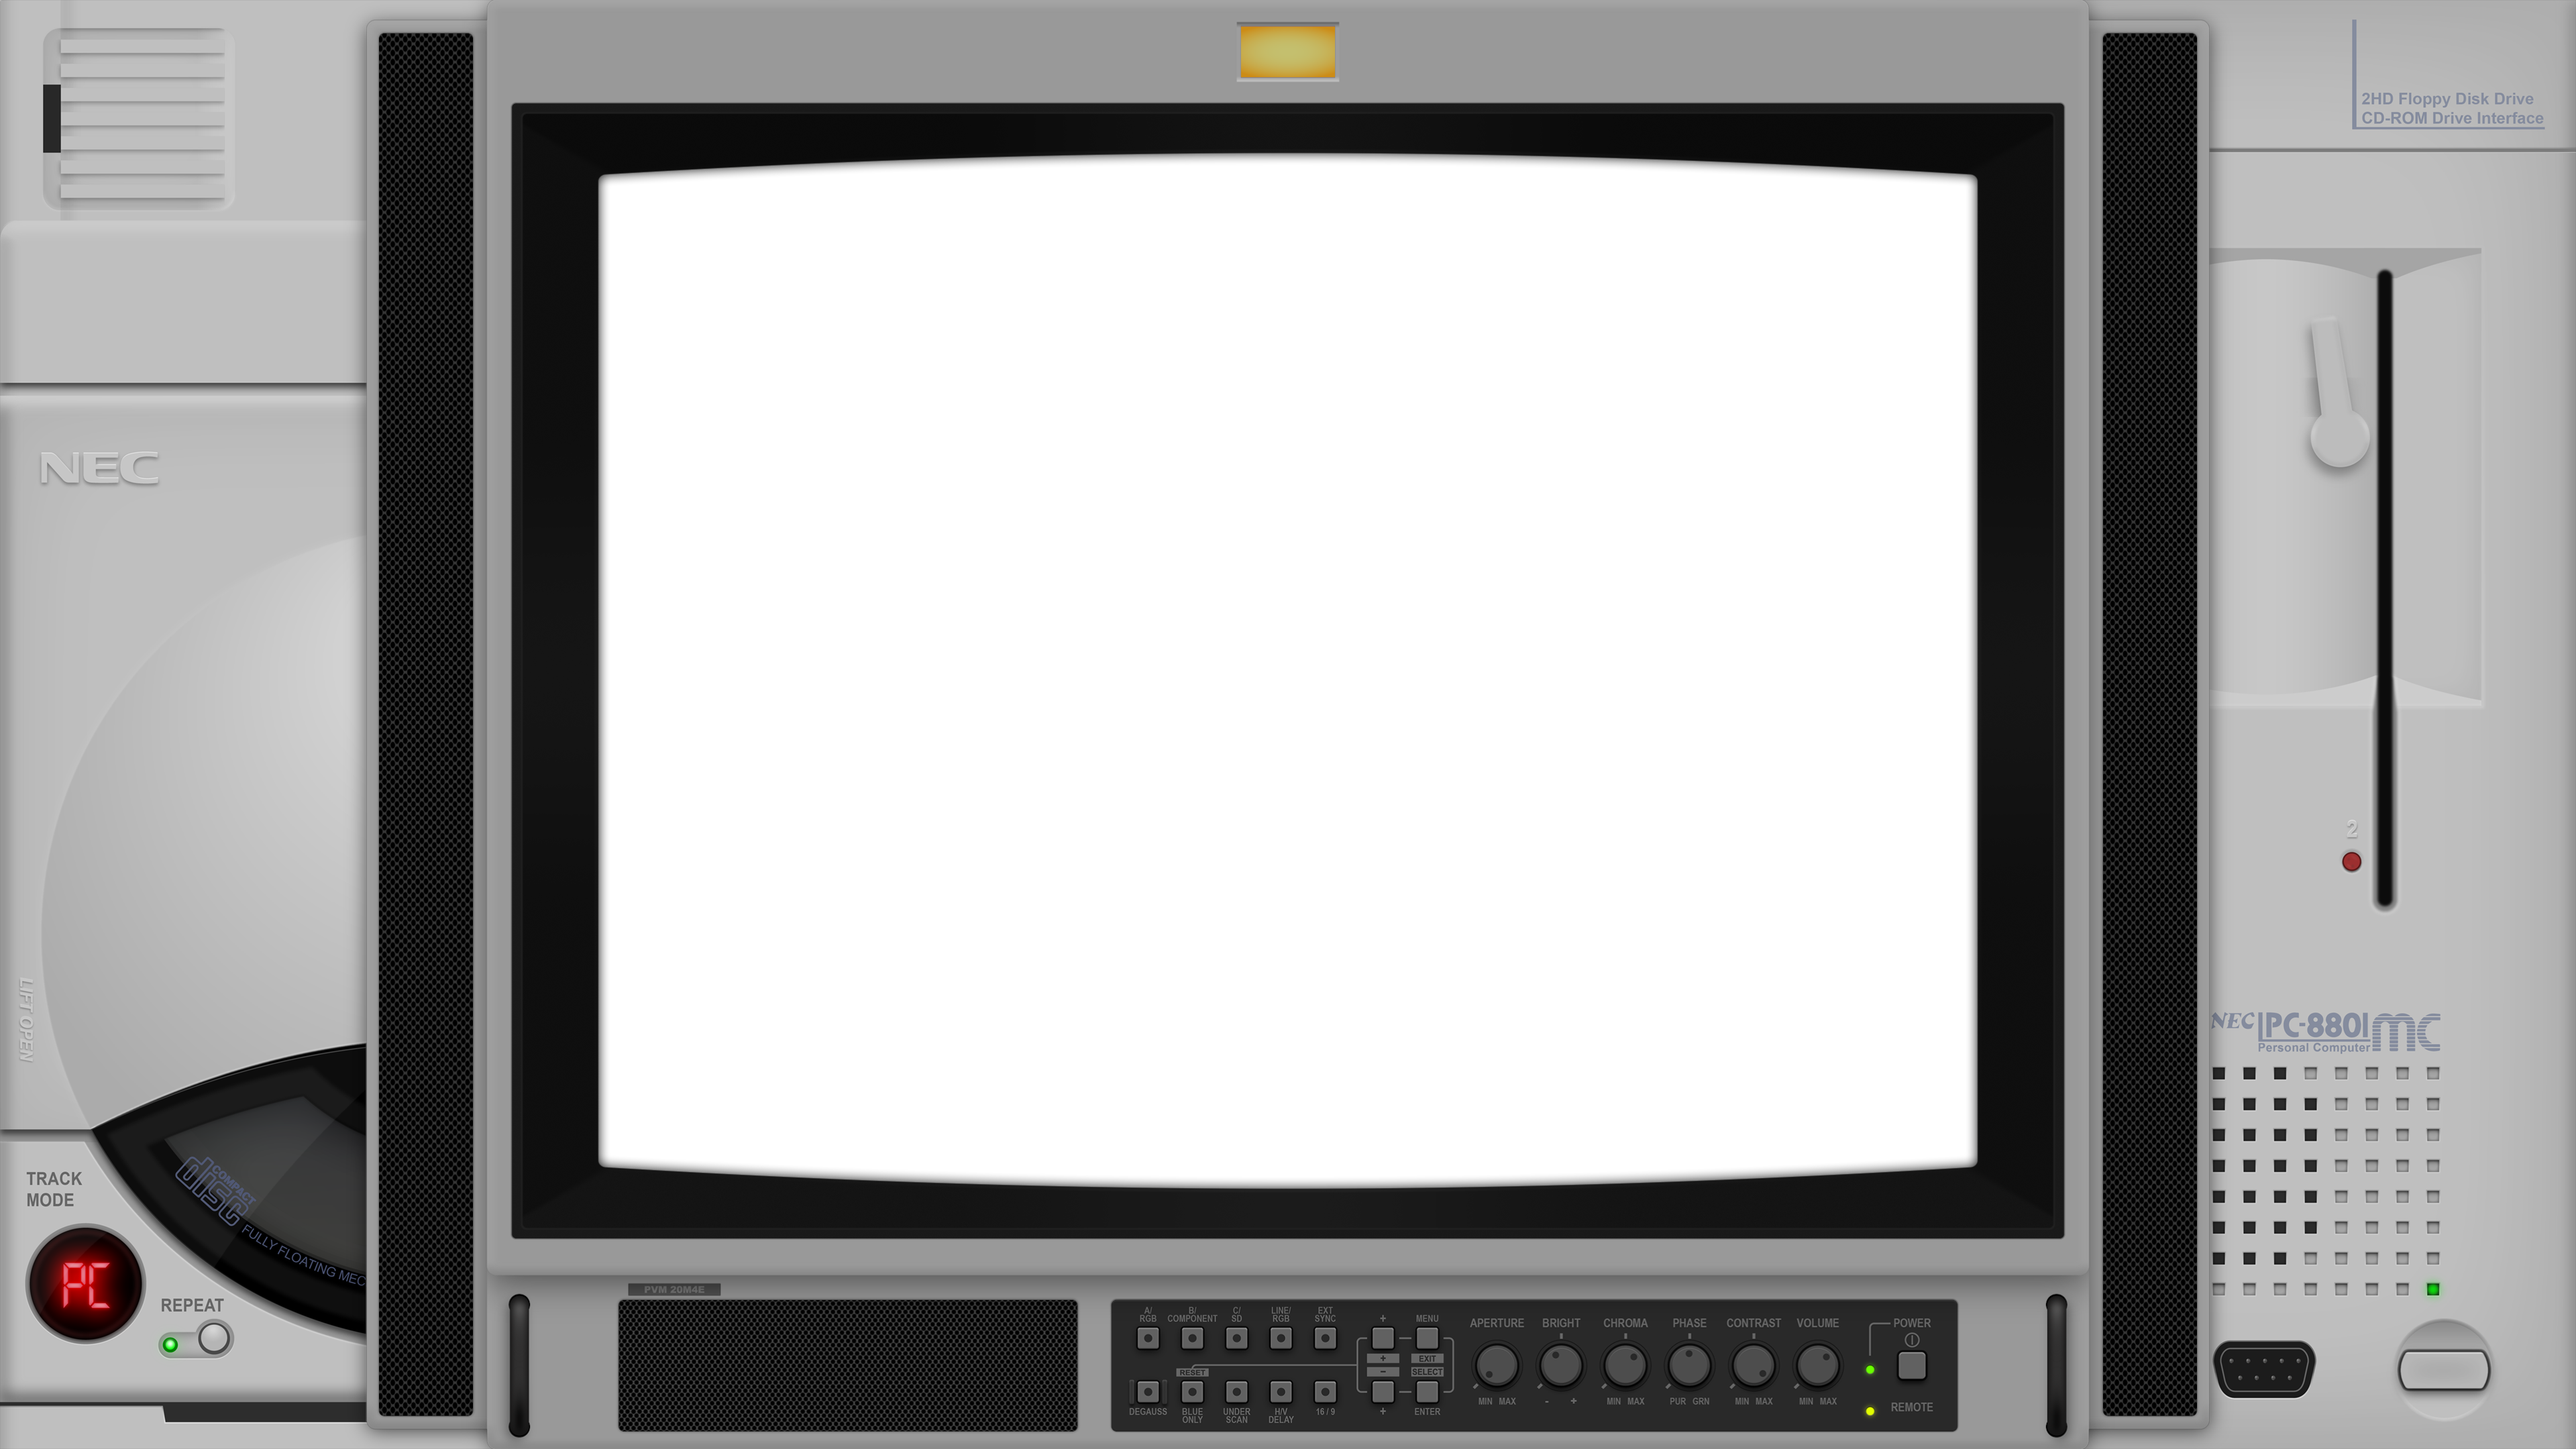 2HD Floppy Disk Drive
CD-ROM Drive Interface
NEC
LIFT OPEN
2
NEC PC-8801 mc
Personal Computer
TRACK
MODE
PC
REPEAT
COMPACT
disc
FULLY FLOATING MEC
PVM 20M4E
A/
RGB
B/
COMPONENT
C/
SD
LINE/
RGB
EXT
SYNC
+
MENU
+
EXIT
RESET
−
SELECT
DEGAUSS
BLUE
ONLY
UNDER
SCAN
H/V
DELAY
16 / 9
+
ENTER
APERTURE
BRIGHT
CHROMA
PHASE
CONTRAST
VOLUME
POWER
MIN MAX
- +
MIN MAX
PUR GRN
MIN MAX
MIN MAX
REMOTE